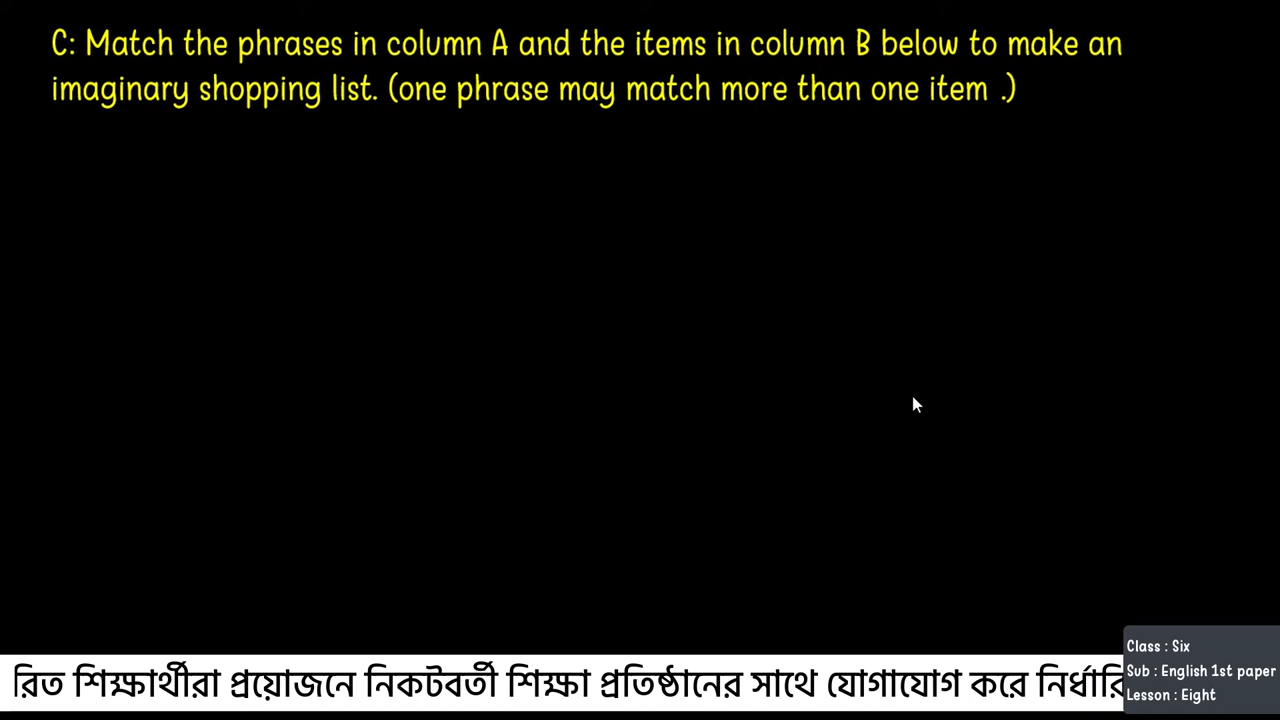 C: Match the phrases in column A and the items in column B below to make an
imaginary shopping list. (one phrase may match more than one item .)
রিত শিক্ষার্থীরা প্রয়োজনে নিকটবর্তী শিক্ষা প্রতিষ্ঠানের সাথে যোগাযোগ করে নির্ধারি
Class : Six
Sub : English 1st paper
Lesson : Eight